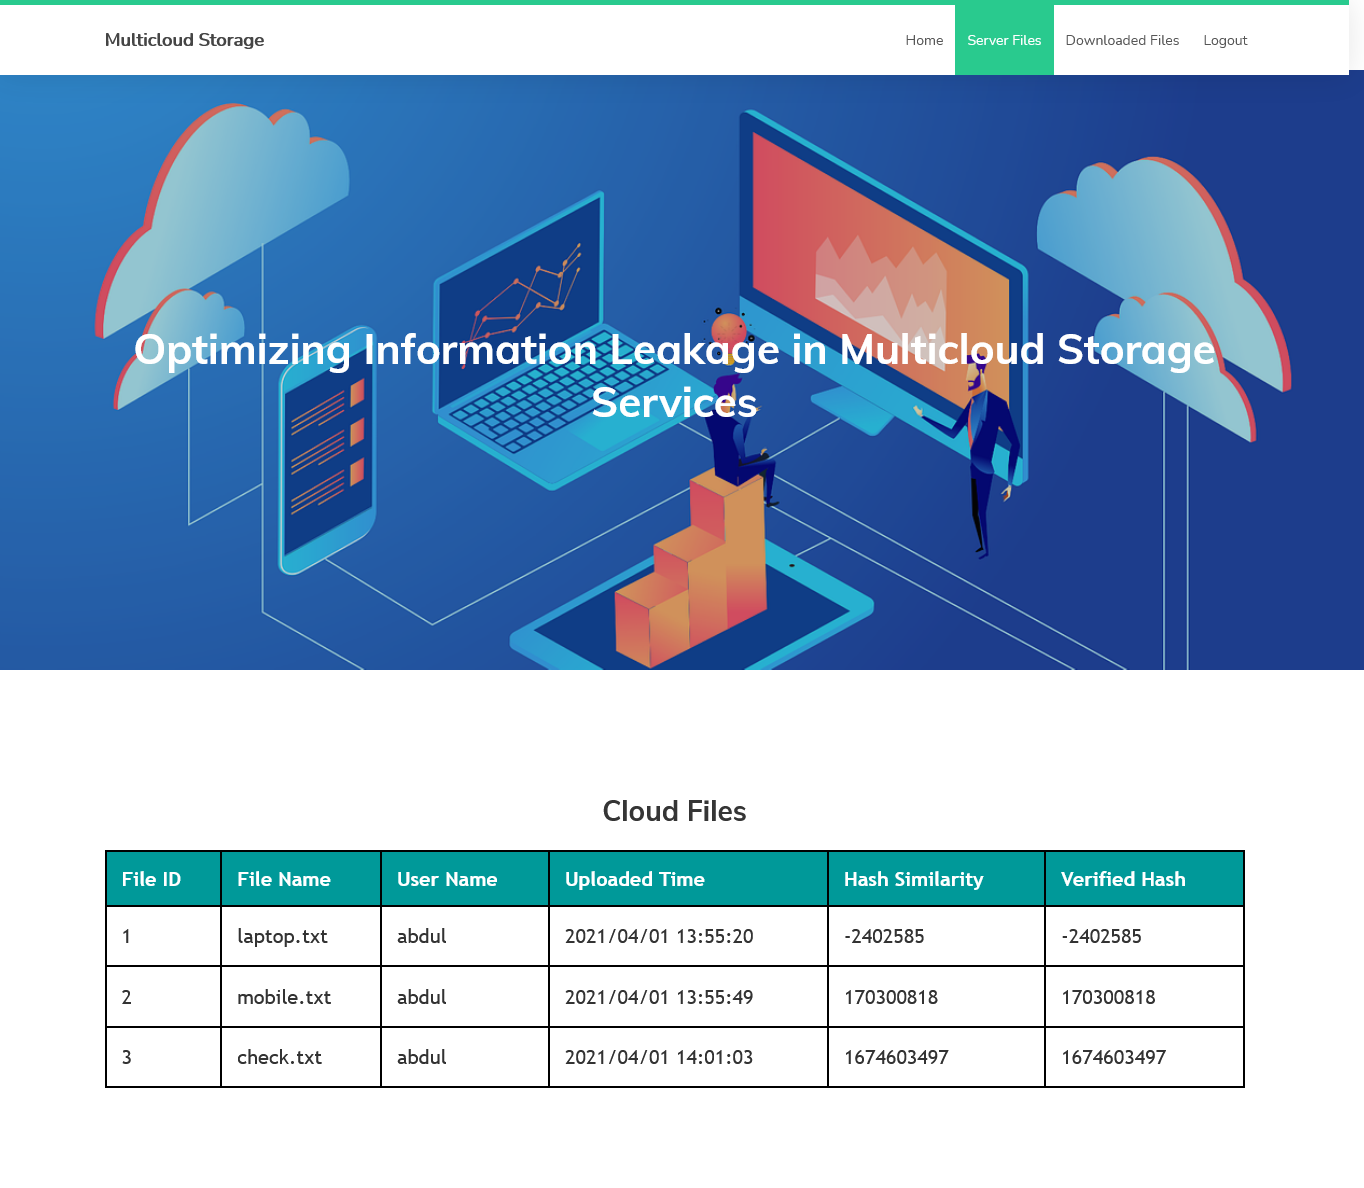 Multicloud Storage
Home Server Files Downloaded Files Logout
Optimizing Information Leakage in Multicloud Storage
Services
Cloud Files
File ID File Name User Name Uploaded Time Hash Similarity Verified Hash
1 laptop.txt abdul 2021/04/01 13:55:20 -2402585 -2402585
2 mobile.txt abdul 2021/04/01 13:55:49 170300818 170300818
3 check.txt abdul 2021/04/01 14:01:03 1674603497 1674603497